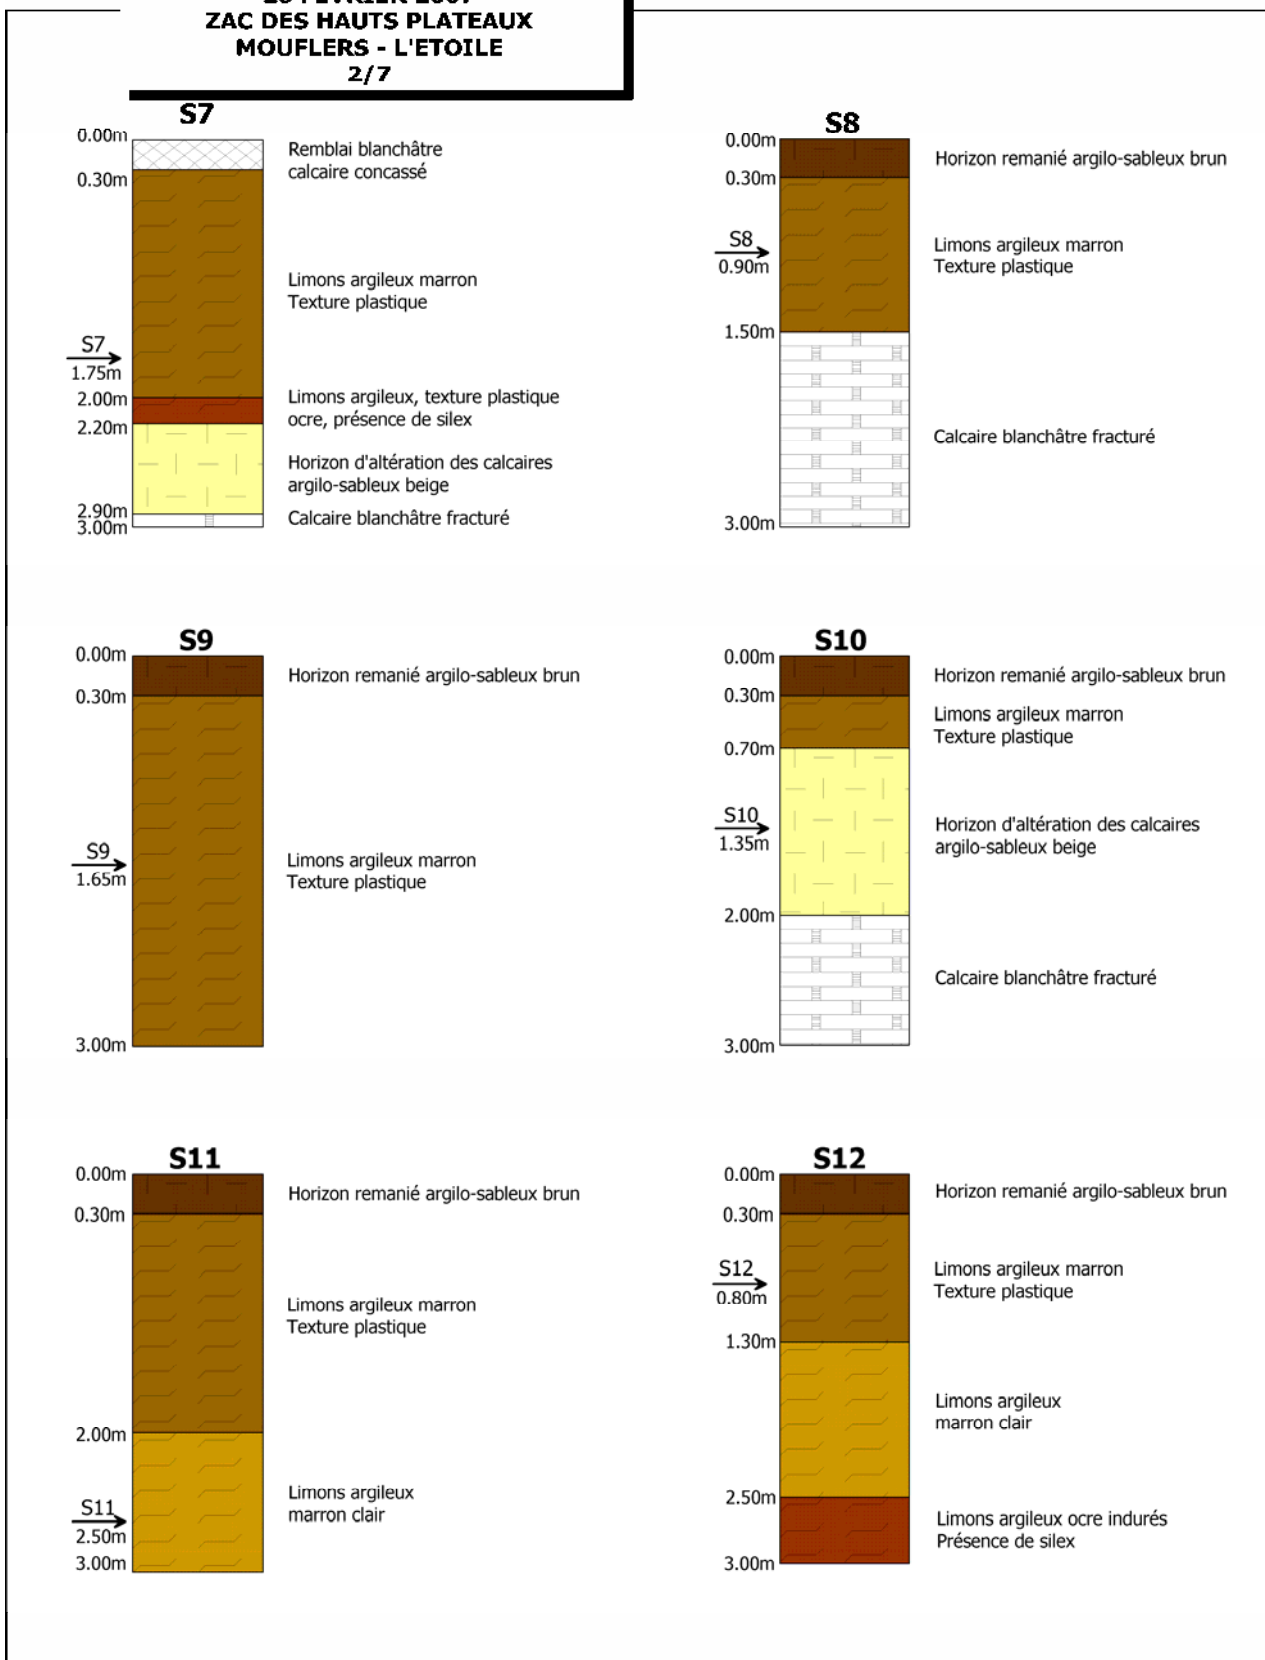 ZAC DES HAUTS PLATEAUX
MOUFLERS - L'ETOILE
2/7
S7
0.00m
Remblai blanchâtre
calcaire concassé
0.30m
Limons argileux marron
Texture plastique
S7
1.75m
2.00m
Limons argileux, texture plastique
ocre, présence de silex
2.20m
Horizon d'altération des calcaires
argilo-sableux beige
2.90m
Calcaire blanchâtre fracturé
3.00m
S8
0.00m
Horizon remanié argilo-sableux brun
0.30m
S8
0.90m
Limons argileux marron
Texture plastique
1.50m
Calcaire blanchâtre fracturé
3.00m
S9
0.00m
Horizon remanié argilo-sableux brun
0.30m
S9
1.65m
Limons argileux marron
Texture plastique
3.00m
S10
0.00m
Horizon remanié argilo-sableux brun
0.30m
Limons argileux marron
Texture plastique
0.70m
S10
1.35m
Horizon d'altération des calcaires
argilo-sableux beige
2.00m
Calcaire blanchâtre fracturé
3.00m
S11
0.00m
Horizon remanié argilo-sableux brun
0.30m
Limons argileux marron
Texture plastique
2.00m
Limons argileux
marron clair
S11
2.50m
3.00m
S12
0.00m
Horizon remanié argilo-sableux brun
0.30m
S12
0.80m
Limons argileux marron
Texture plastique
1.30m
Limons argileux
marron clair
2.50m
Limons argileux ocre indurés
Présence de silex
3.00m